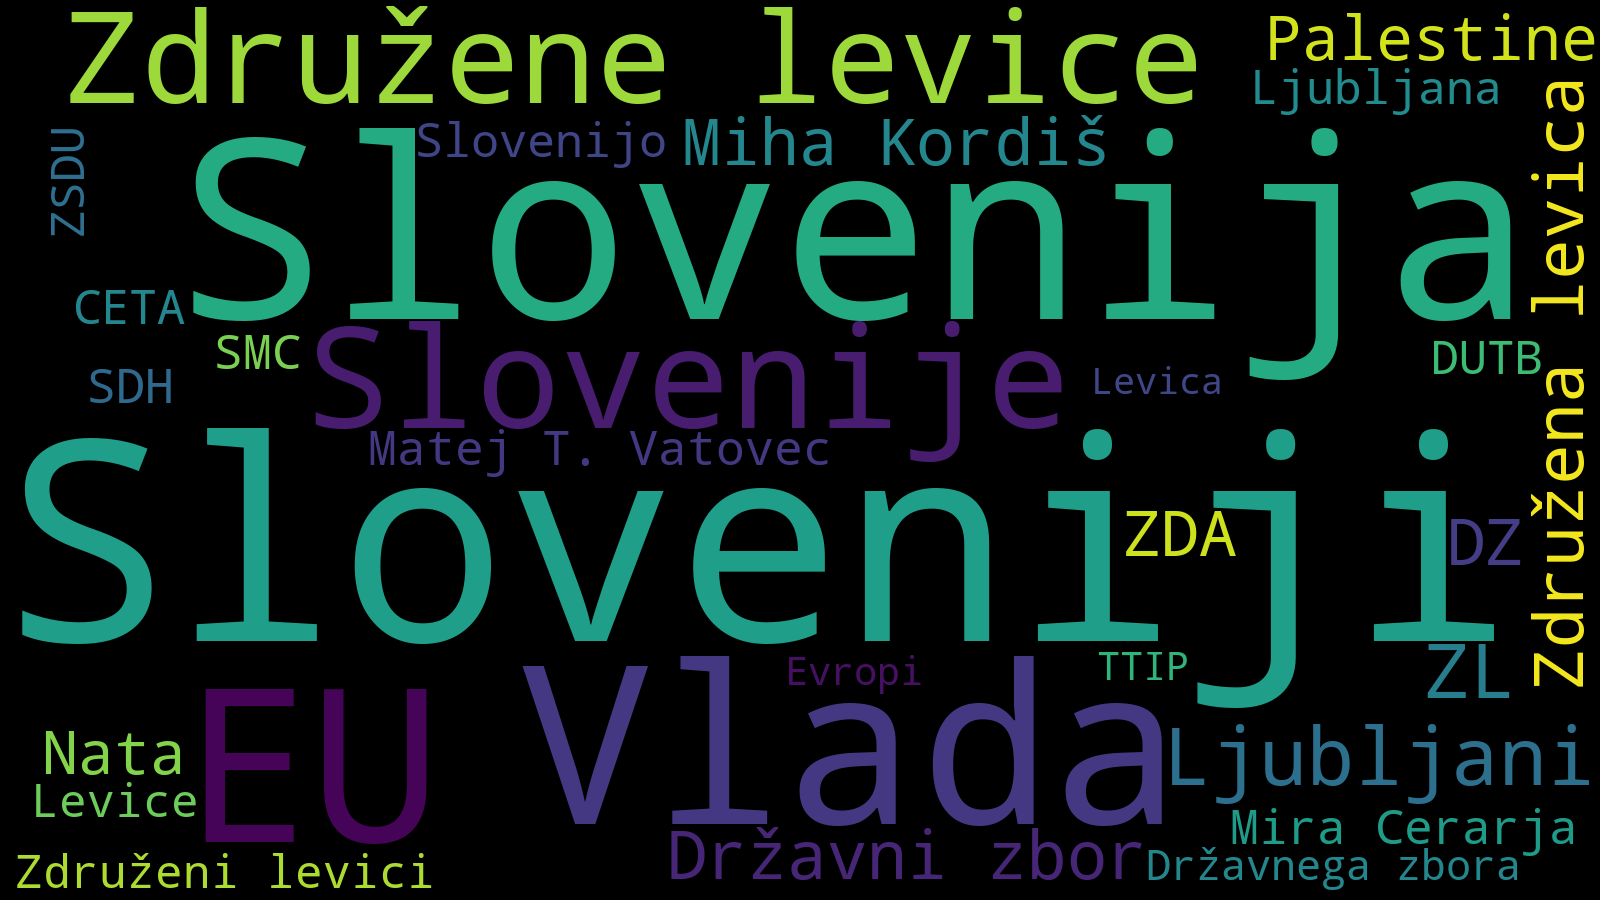 Združene levice
Palestine
Ljubljana
ZSDU
Slovenijo
Miha Kordiš
Slovenija
Združena levica
CETA
SMC
SDH
Slovenije
Levica
DUTB
Matej T. Vatovec
Sloveniji
ZDA
DZ
Evropi
TTIP
ZL
Nata
EU
Vlada
Ljubljani
Levice
Mira Cerarja
Združeni levici
Državni zbor
Državnega zbora